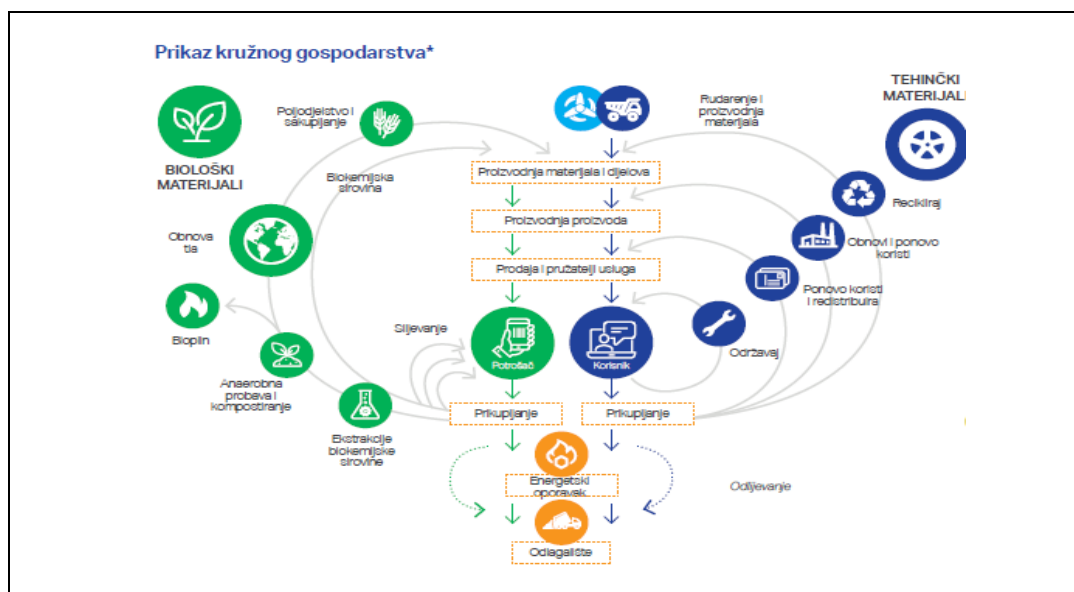 Prikaz kružnog gospodarstva*
BIOLOŠKI
MATERIJALI
Poljodjelstvo i
sakupljanje
Biokemijska
sirovina
Obnova
tla
Bioplin
Anaerobna
probava i
kompostiranje
Ekstrakcije
biokemijske
sirovine
Rudarenje i
proizvodnja
materijala
TEHINČKI
MATERIJALI
Proizvodnja materijala i dijelova
Proizvodnja proizvoda
Prodaja i pružatelji usluga
Slijevanje
Potrošač
Korisnik
Recikliraj
Obnovi i ponovo
koristi
Ponovo koristi
i redistribuira
Održavaj
Prikupljanje
Prikupljanje
Energetski
oporavak
Odlijevanje
Odlagalište